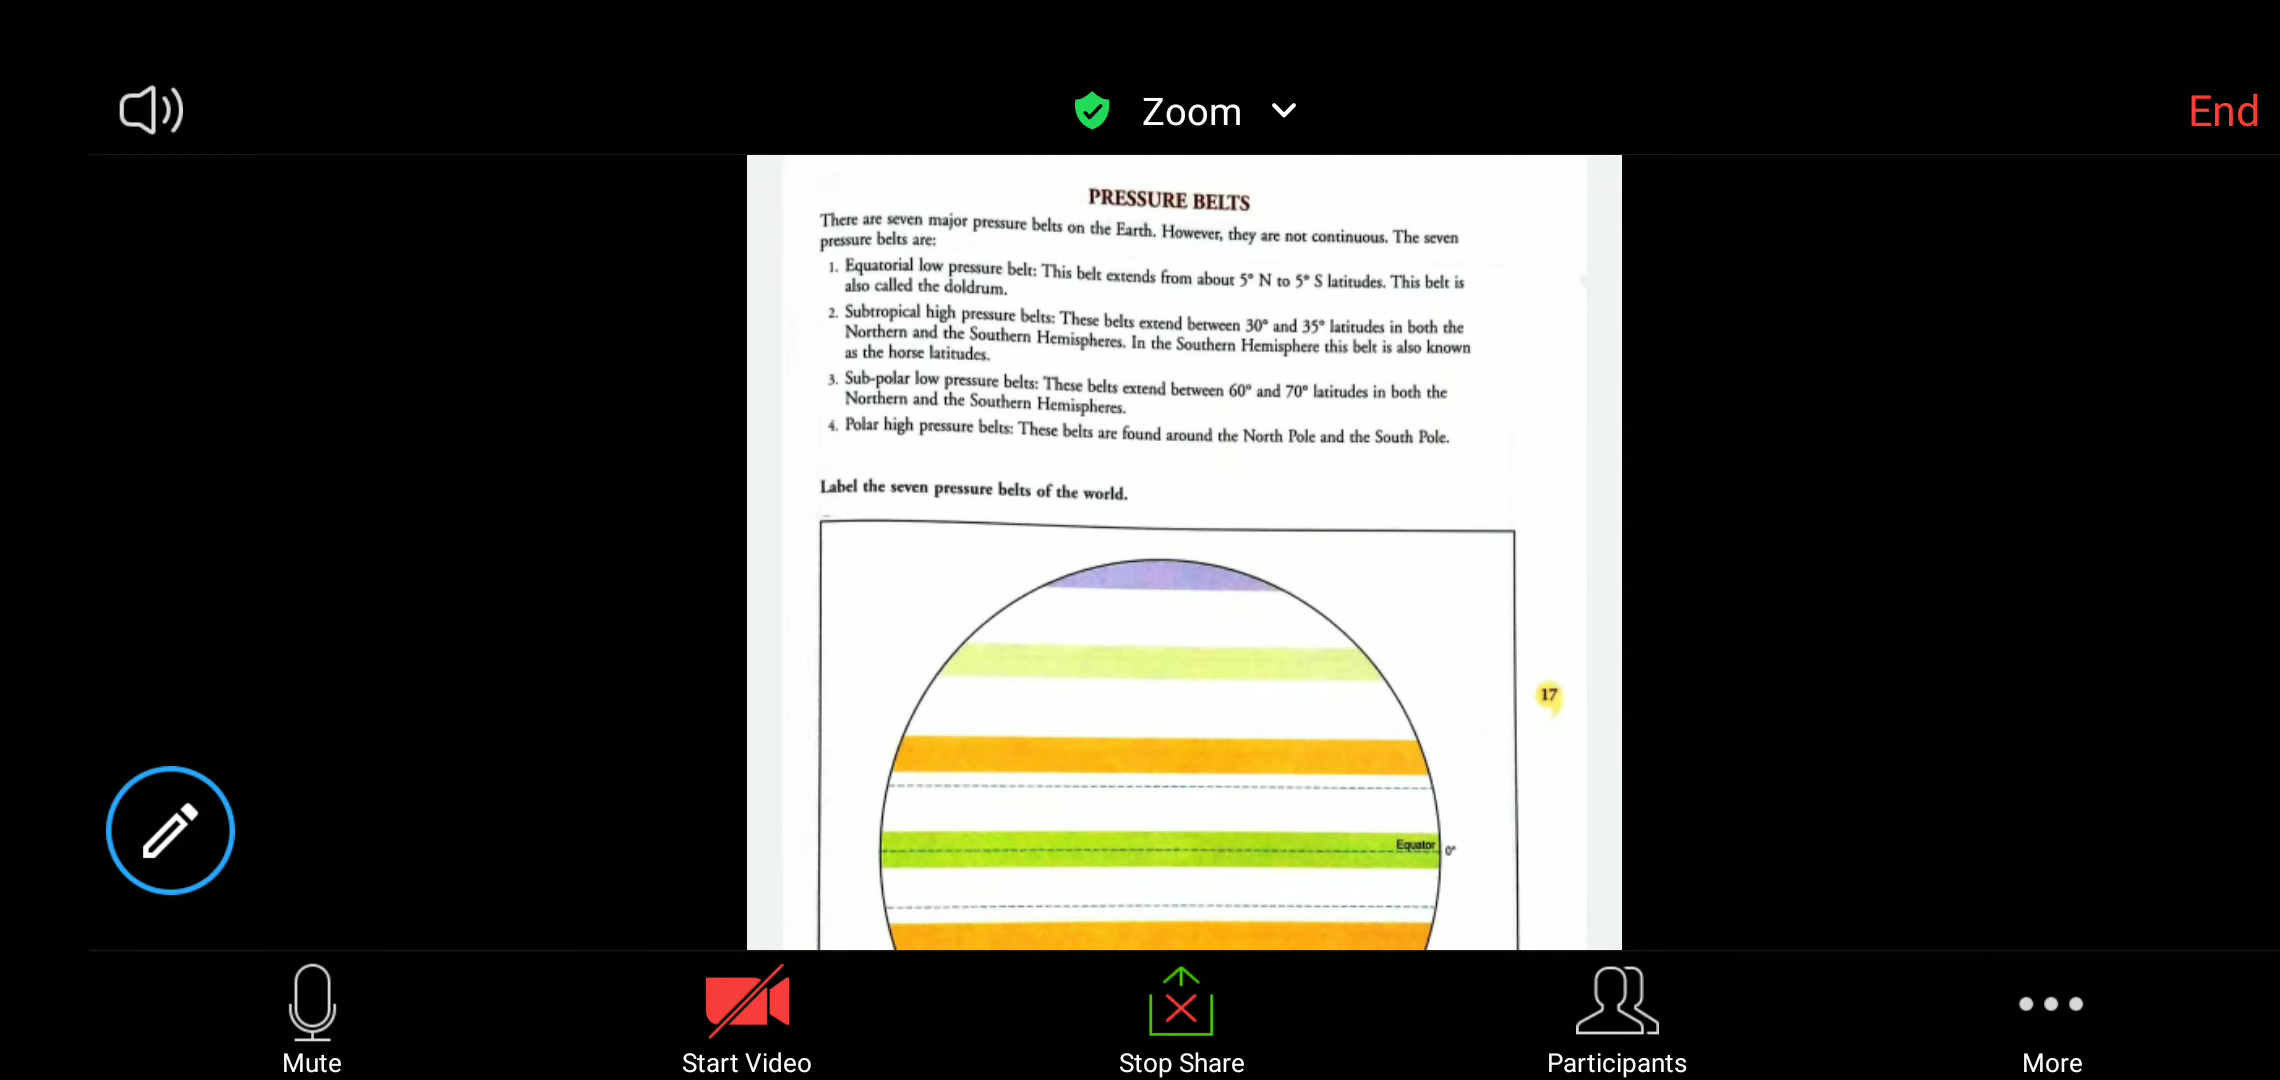 Zoom
End
PRESSURE BELTS
There are seven major pressure belts on the Earth. However, they are not continuous. The seven
pressure belts are:
1. Equatorial low pressure belt: This belt extends from about 5° N to 5° S latitudes. This belt is
also called the doldrum.
2. Subtropical high pressure belts: These belts extend between 30° and 35° latitudes in both the
Northern and the Southern Hemispheres. In the Southern Hemisphere this belt is also known
as the horse latitudes.
3. Sub-polar low pressure belts: These belts extend between 60° and 70° latitudes in both the
Northern and the Southern Hemispheres.
4. Polar high pressure belts: These belts are found around the North Pole and the South Pole.
Label the seven pressure belts of the world.
17
Equator 0°
Mute
Start Video
Stop Share
Participants
More